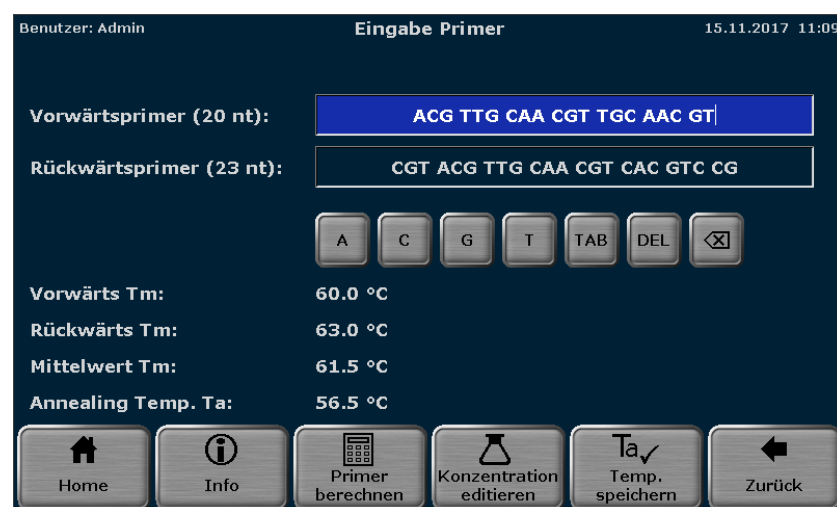 Benutzer: Admin Eingabe Primer 15.11.2017 11:09
Vorwärtsprimer (20 nt): ACG TTG CAA CGT TGC AAC GT
Rückwärtsprimer (23 nt): CGT ACG TTG CAA CGT CAC GTC CG
A C G T TAB DEL
Vorwärts Tm: 60.0 °C
Rückwärts Tm: 63.0 °C
Mittelwert Tm: 61.5 °C
Annealing Temp. Ta: 56.5 °C
Ta
Home Info Primer berechnen Konzentration editieren Temp. speichern Zurück